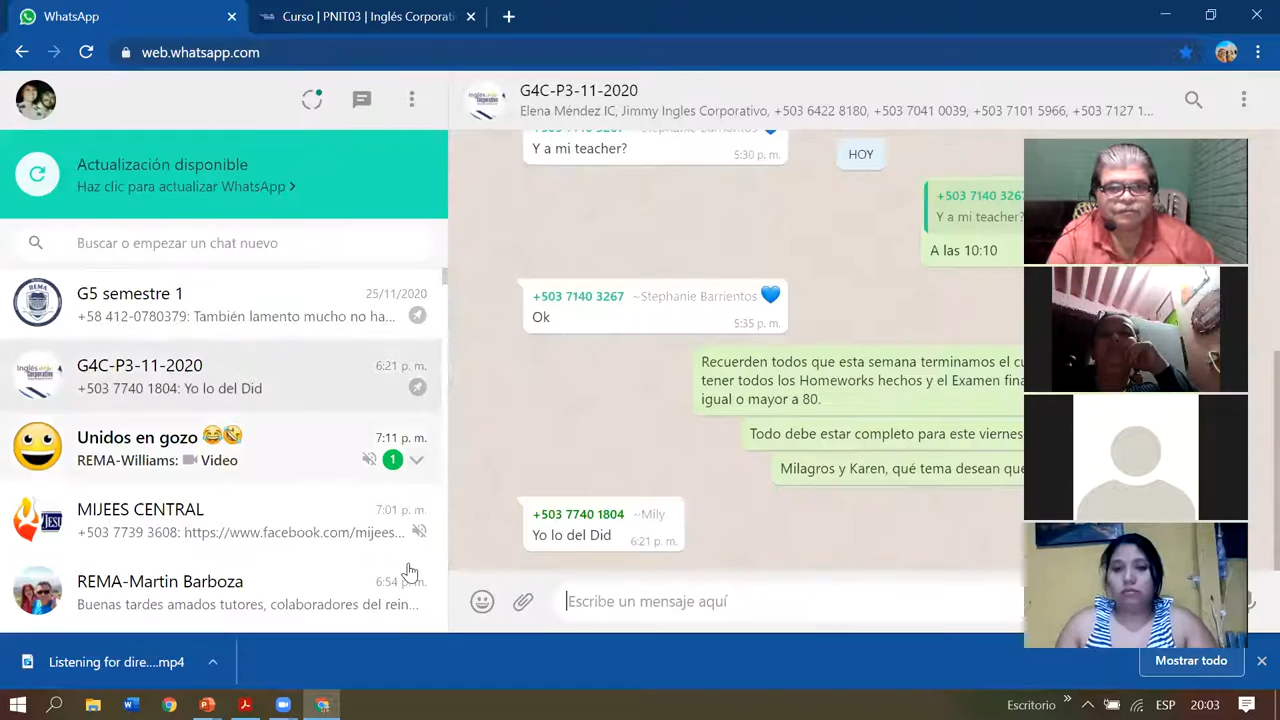 WhatsApp
Curso | PNIT03 | Inglés Corporati
web.whatsapp.com
G4C-P3-11-2020
Elena Méndez IC, Jimmy Ingles Corporativo, +503 6422 8180, +503 7041 0039, +503 7101 5966, +503 7127 1...
Actualización disponible
Haz clic para actualizar WhatsApp
Buscar o empezar un chat nuevo
G5 semestre 1
25/11/2020
+58 412-0780379: También lamento mucho no ha...
G4C-P3-11-2020
6:21 p. m.
+503 7740 1804: Yo lo del Did
Unidos en gozo 😂🤣
7:11 p. m.
REMA-Williams: Video
1
MIJEES CENTRAL
7:01 p. m.
+503 7739 3608: https://www.facebook.com/mijees...
REMA-Martin Barboza
6:54 p. m.
Buenas tardes amados tutores, colaboradores del rein...
+503 7140 3267 ~Stephanie Barrientos 💙
Y a mi teacher?
5:30 p. m.
HOY
+503 7140 326
Y a mi teacher?
A las 10:10
+503 7140 3267 ~Stephanie Barrientos 💙
Ok
5:35 p. m.
Recuerden todos que esta semana terminamos el cu
tener todos los Homeworks hechos y el Examen fina
igual o mayor a 80.
Todo debe estar completo para este viernes
Milagros y Karen, qué tema desean que
+503 7740 1804 ~Mily
Yo lo del Did
6:21 p. m.
Escribe un mensaje aquí
Listening for dire....mp4
Mostrar todo
Escritorio
ESP
20:03